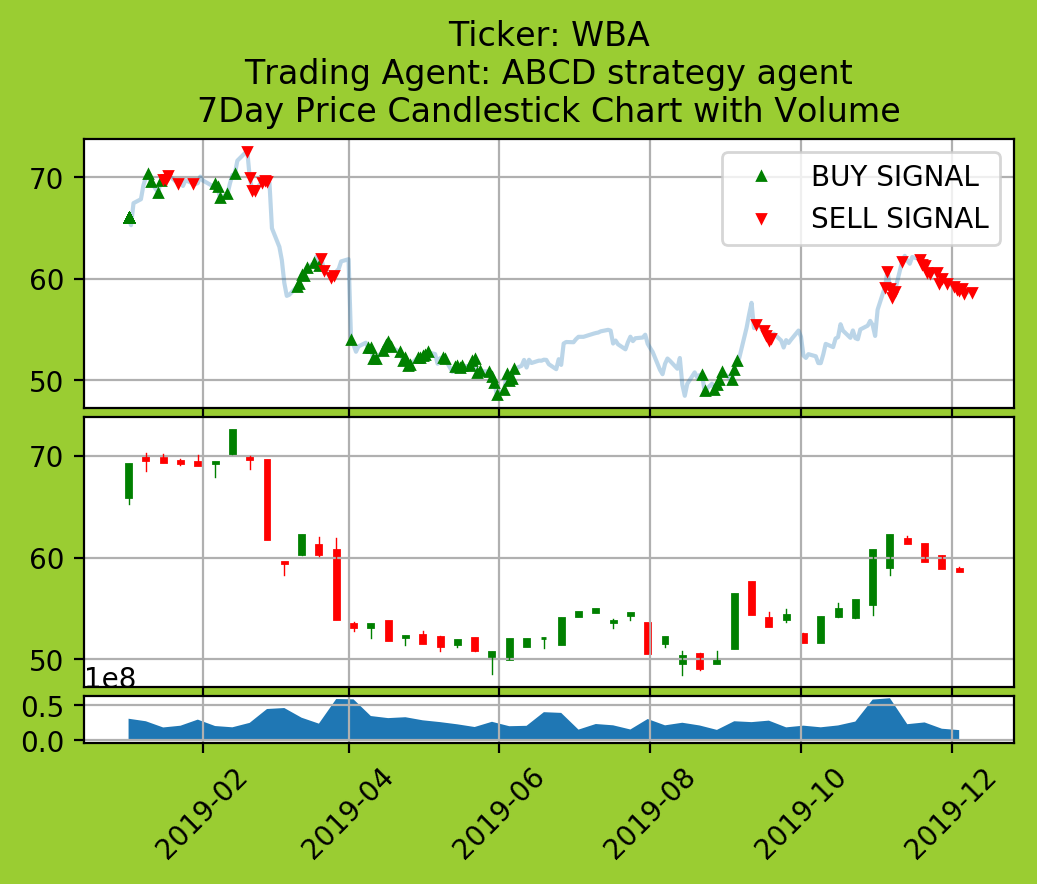 Ticker: WBA
Trading Agent: ABCD strategy agent
7Day Price Candlestick Chart with Volume
BUY SIGNAL
SELL SIGNAL
70
60
50
70
60
50
1e8
0.5
0.0
2019-02
2019-04
2019-06
2019-08
2019-10
2019-12